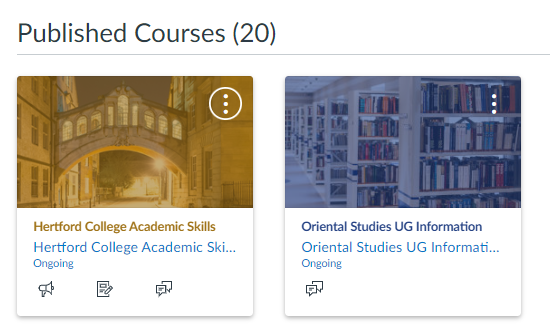 Published Courses (20)
Hertford College Academic Skills
Hertford College Academic Ski...
Ongoing
Oriental Studies UG Information
Oriental Studies UG Informati...
Ongoing